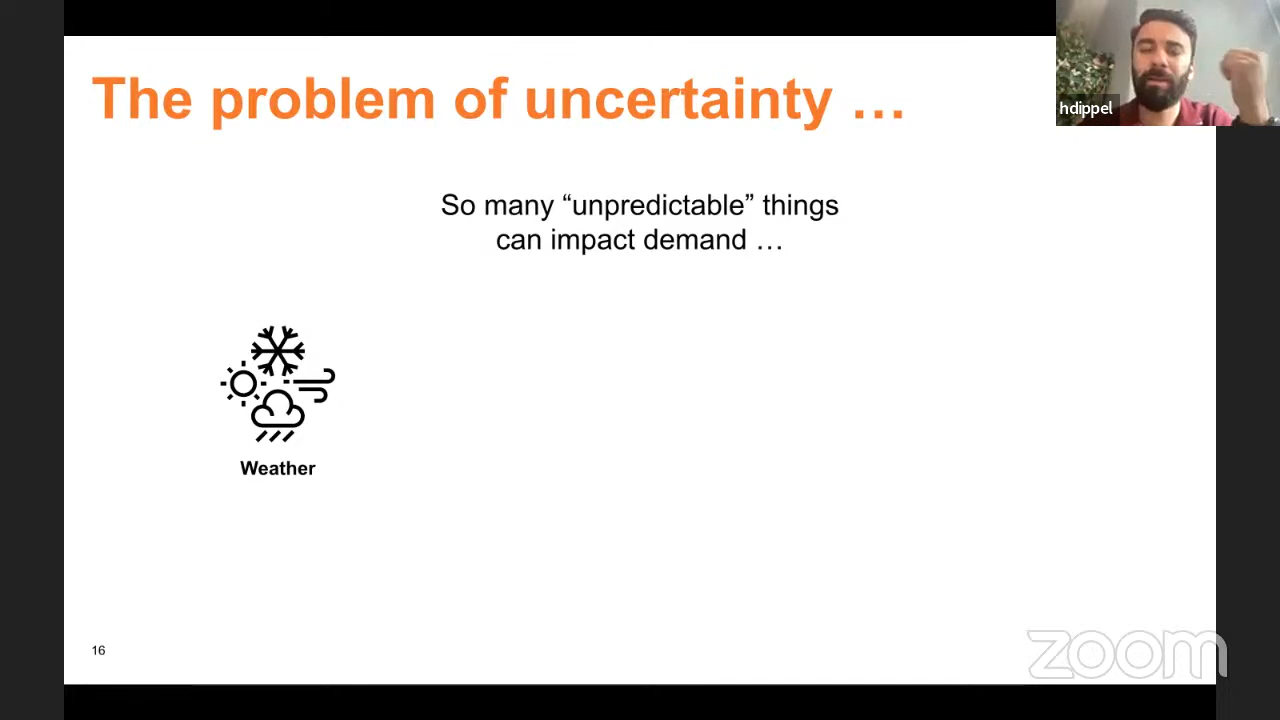 The problem of uncertainty …
hdippel
So many “unpredictable” things
can impact demand …
Weather
16
zoom